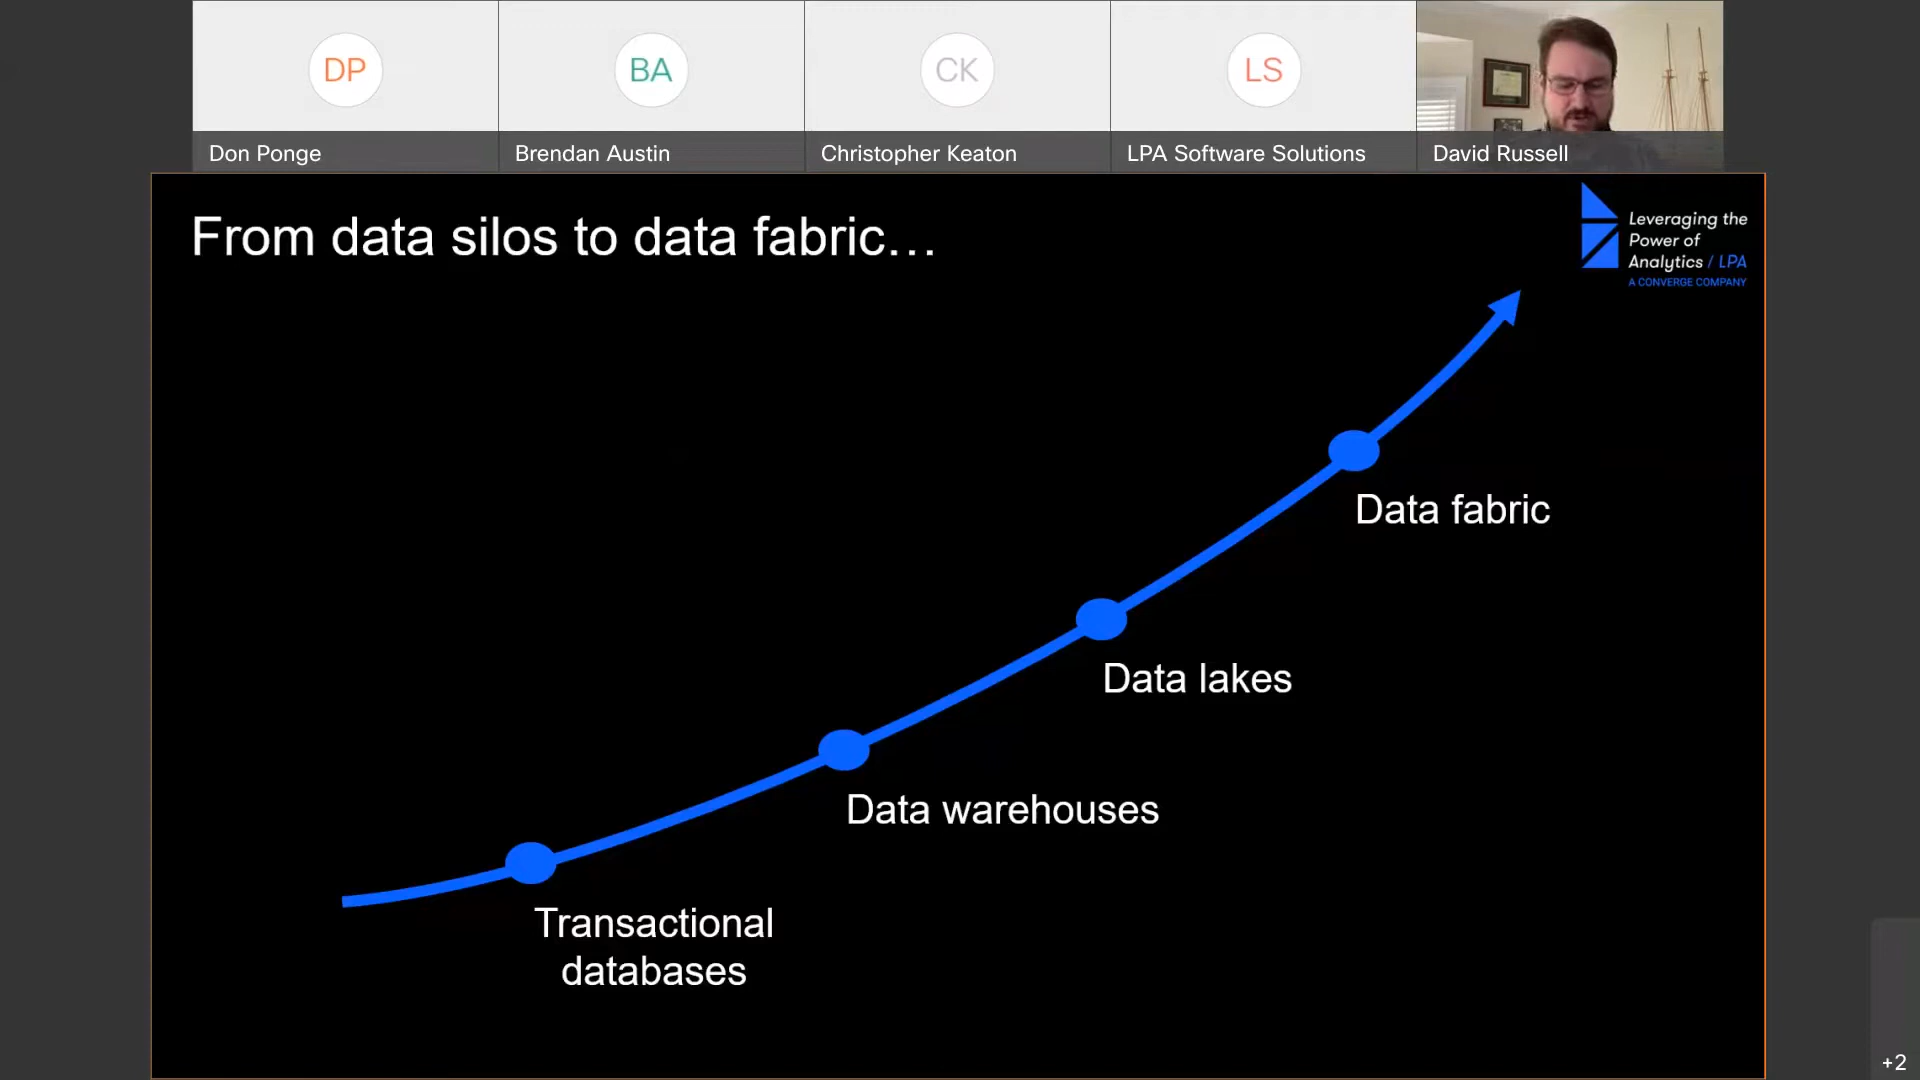 DP
BA
CK
LS
Don Ponge
Brendan Austin
Christopher Keaton
LPA Software Solutions
David Russell
From data silos to data fabric…
Leveraging the
Power of
Analytics / LPA
A CONVERGE COMPANY
Data fabric
Data lakes
Data warehouses
Transactional
databases
+2